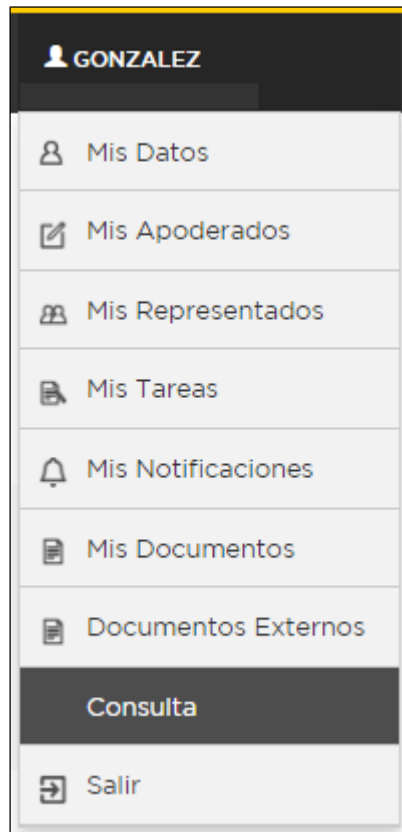 GONZALEZ
Mis Datos
Mis Apoderados
Mis Representados
Mis Tareas
Mis Notificaciones
Mis Documentos
Documentos Externos
Consulta
Salir